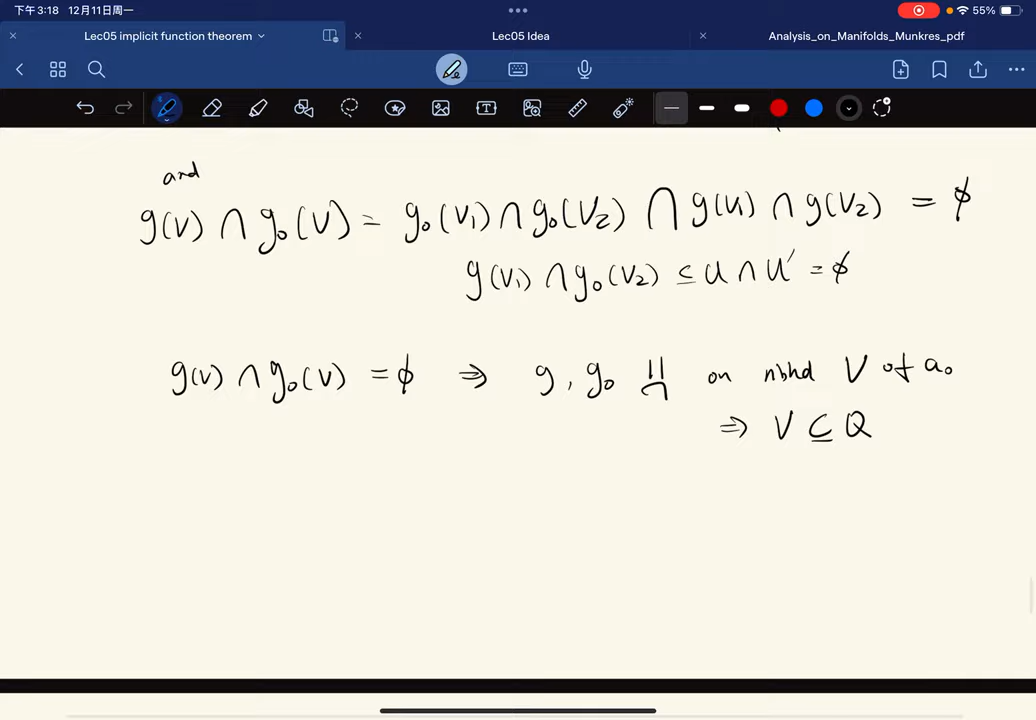 下午3:18 12月11日周一
55%
Lec05 implicit function theorem
Lec05 Idea
Analysis_on_Manifolds_Munkres_pdf
and
g(V) ∩ g₀(V) = g₀(V₁) ∩ g₀(V₂) ∩ g(V₁) ∩ g(V₂) = ϕ
g(V₁) ∩ g₀(V₂) ⊆ U ∩ U' = ϕ
g(V) ∩ g₀(V) = ϕ ⇒ g, g₀ on nbhd V of a₀
⇒ V ⊆ Q